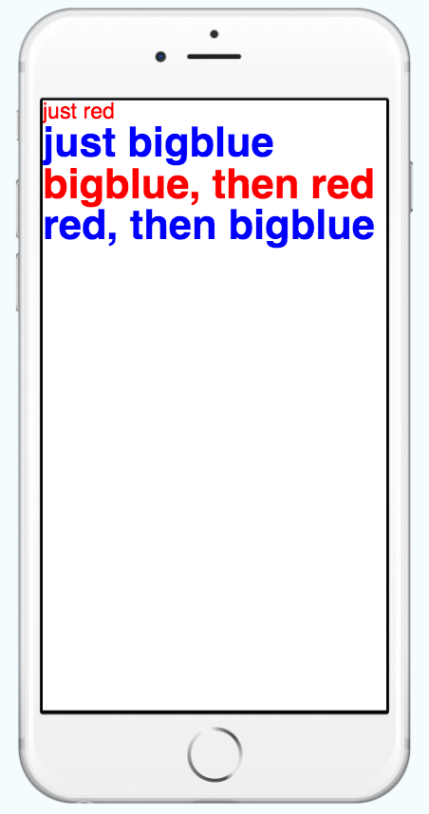 just red
just bigblue
bigblue, then red
red, then bigblue